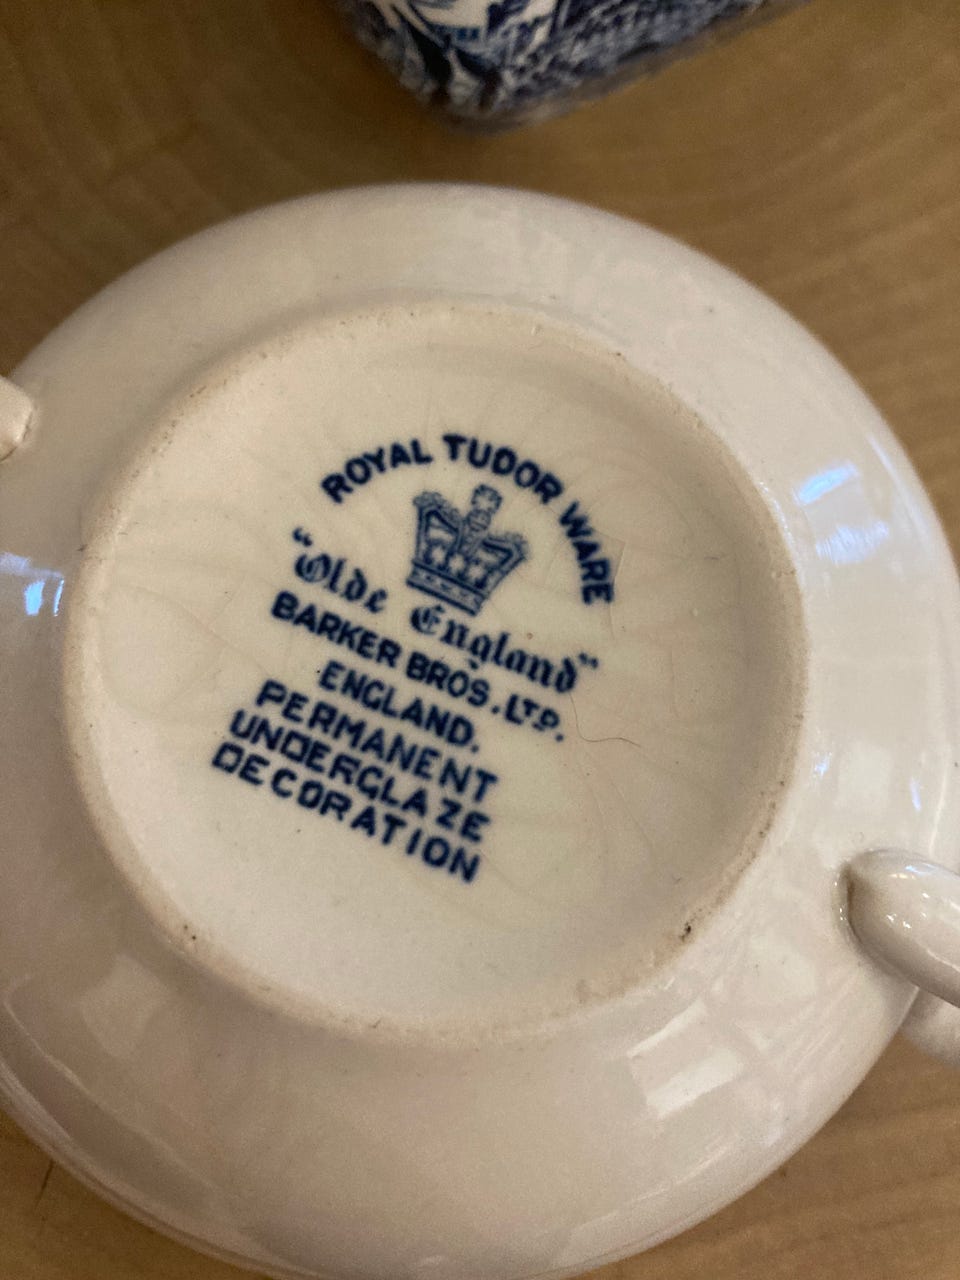 ROYAL TUDOR WARE
"Olde England"
BARKER BROS. LTD.
ENGLAND.
PERMANENT
UNDERGLAZE
DECORATION